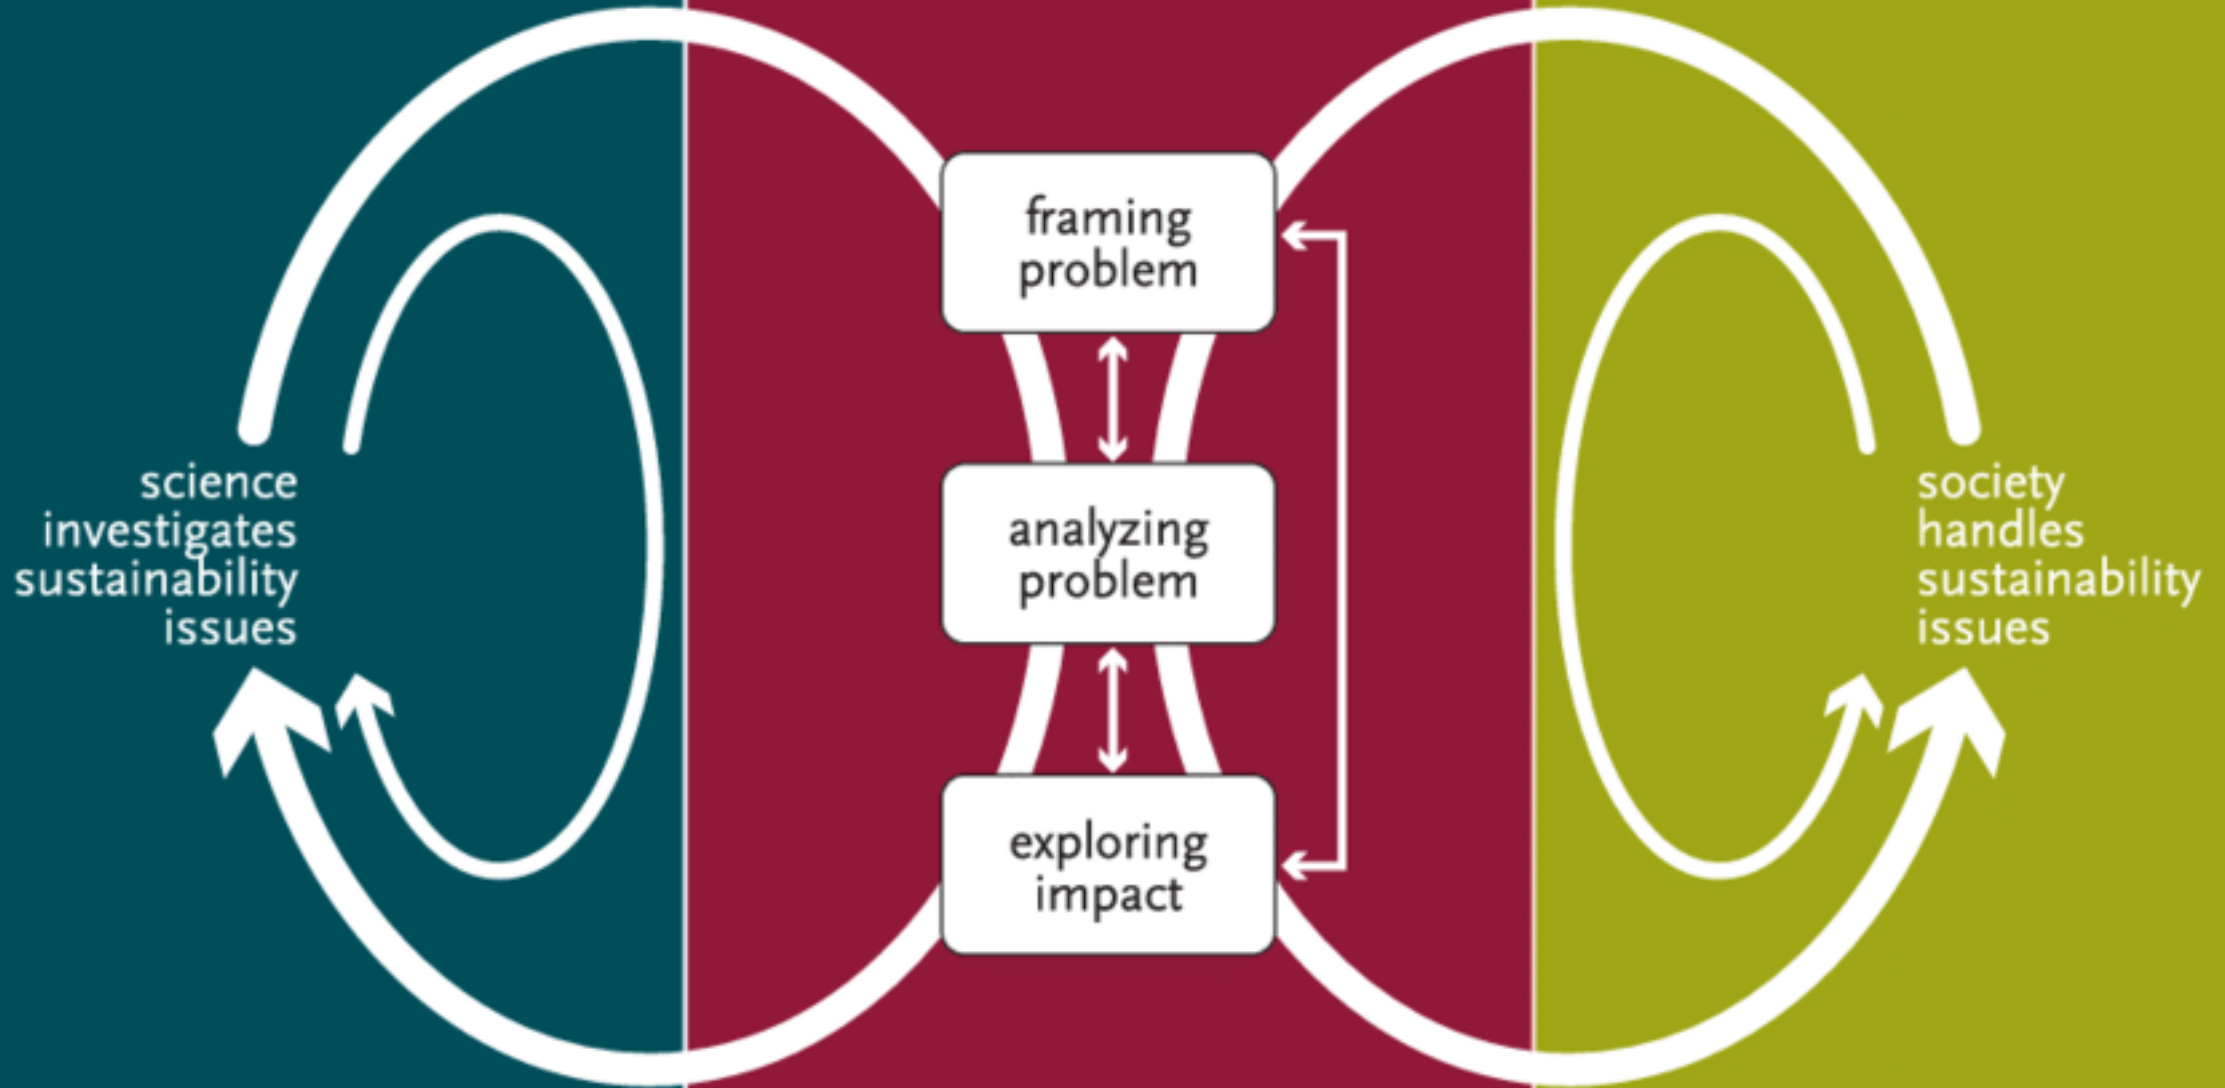 science
investigates
sustainability
issues
framing
problem
analyzing
problem
exploring
impact
society
handles
sustainability
issues